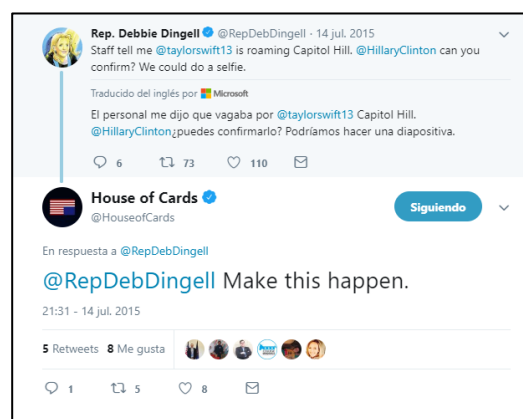 Rep. Debbie Dingell @RepDebDingell · 14 jul. 2015
Staff tell me @taylorswift13 is roaming Capitol Hill. @HillaryClinton can you
confirm? We could do a selfie.
Traducido del inglés por Microsoft
El personal me dijo que vagaba por @taylorswift13 Capitol Hill.
@HillaryClinton¿puedes confirmarlo? Podríamos hacer una diapositiva.
6 73 110
House of Cards
@HouseofCards
Siguiendo
En respuesta a @RepDebDingell
@RepDebDingell Make this happen.
21:31 - 14 jul. 2015
5 Retweets 8 Me gusta
1 5 8